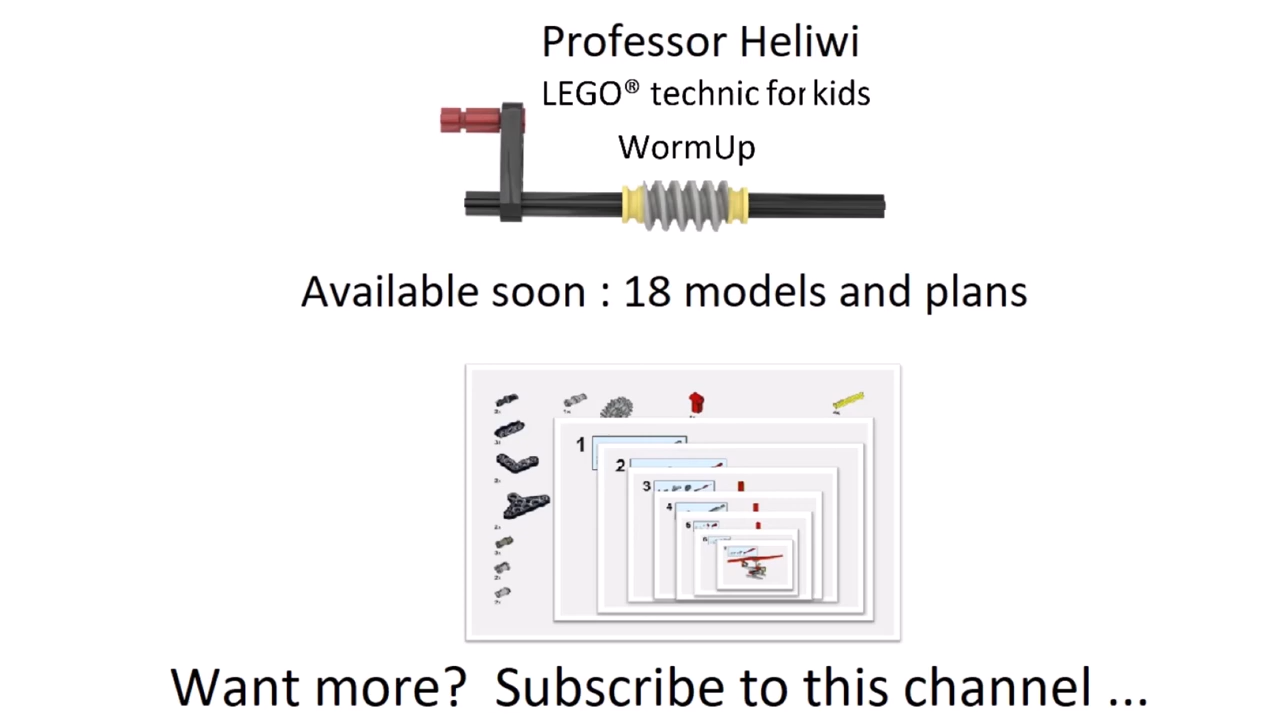 Professor Heliwi
LEGO® technic for kids
WormUp
Available soon : 18 models and plans
1
2
3
4
5
6
Want more? Subscribe to this channel ...